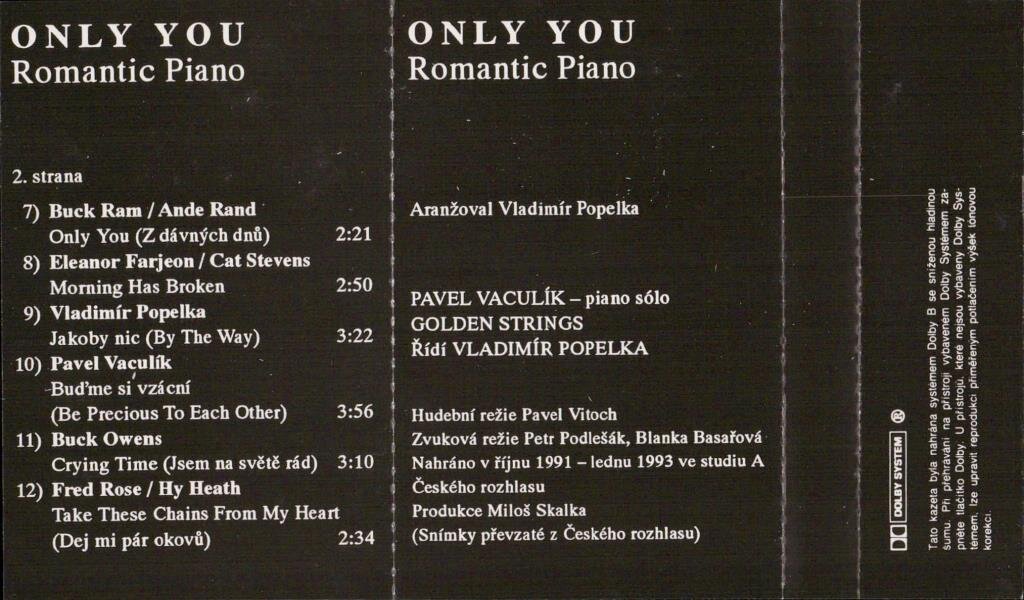 ONLY YOU
Romantic Piano
2. strana
7) Buck Ram / Ande Rand
Only You (Z dávných dnů) 2:21
8) Eleanor Farjeon / Cat Stevens
Morning Has Broken 2:50
9) Vladimír Popelka
Jakoby nic (By The Way) 3:22
10) Pavel Vaculík
Buďme si vzácní
(Be Precious To Each Other) 3:56
11) Buck Owens
Crying Time (Jsem na světě rád) 3:10
12) Fred Rose / Hy Heath
Take These Chains From My Heart
(Dej mi pár okovů) 2:34
ONLY YOU
Romantic Piano
Aranžoval Vladimír Popelka
PAVEL VACULÍK – piano sólo
GOLDEN STRINGS
Řídí VLADIMÍR POPELKA
Hudební režie Pavel Vitoch
Zvuková režie Petr Podlešák, Blanka Basařová
Nahráno v říjnu 1991 – lednu 1993 ve studiu A
Českého rozhlasu
Produkce Miloš Skalka
(Snímky převzaté z Českého rozhlasu)
DOLBY SYSTEM ®
Tato kazeta byla nahrána systémem Dolby B se sníženou hladinou
šumu. Při přehrávání na přístroji vybaveném Dolby Systémem za-
pněte tlačítko Dolby. U přístrojů, které nejsou vybaveny Dolby Sys-
témem, lze upravit reprodukci přiměřeným potlačením výšek tónovou
korekcí.